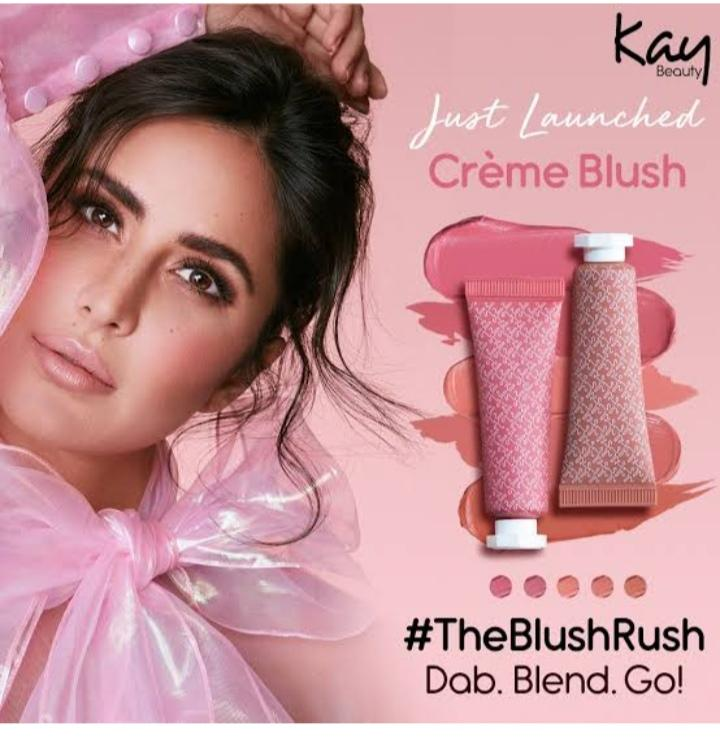 Kay
Beauty
Just Launched
Crème Blush
#TheBlushRush
Dab. Blend. Go!